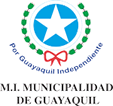 Por Guayaquil Independiente
M.I. MUNICIPALIDAD
DE GUAYAQUIL